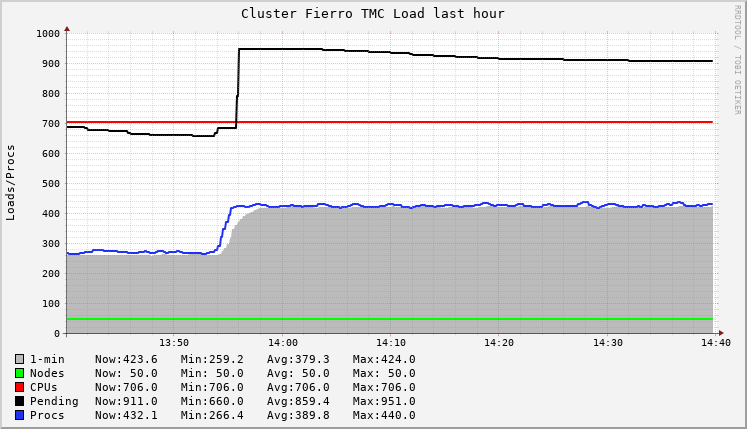 Cluster Fierro TMC Load last hour
RRDTOOL / TOBI OETIKER
Loads/Procs
1000
900
800
700
600
500
400
300
200
100
0
13:50 14:00 14:10 14:20 14:30 14:40
1-min Now:423.6 Min:259.2 Avg:379.3 Max:424.0
Nodes Now: 50.0 Min: 50.0 Avg: 50.0 Max: 50.0
CPUs Now:706.0 Min:706.0 Avg:706.0 Max:706.0
Pending Now:911.0 Min:660.0 Avg:859.4 Max:951.0
Procs Now:432.1 Min:266.4 Avg:389.8 Max:440.0